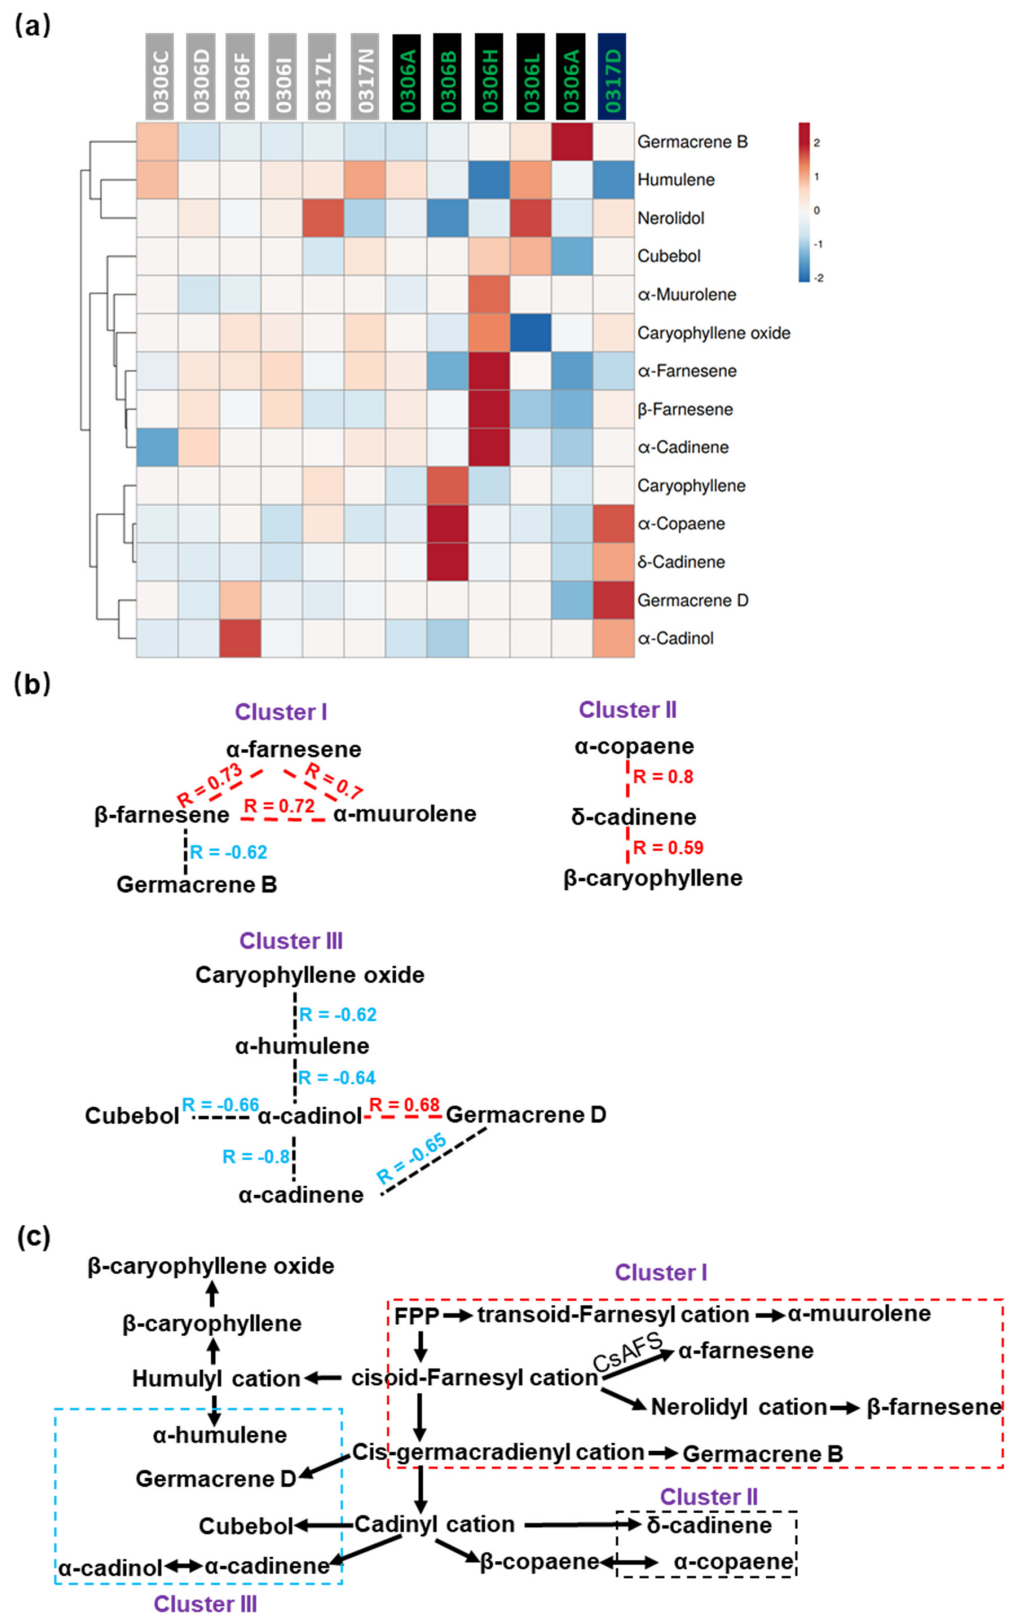 (a)
0306C 0306D 0306F 0306I 0317L 0317N 0306A 0306B 0306H 0306L 0306A 0317D
Germacrene B
Humulene
Nerolidol
Cubebol
α-Muurolene
Caryophyllene oxide
α-Farnesene
β-Farnesene
α-Cadinene
Caryophyllene
α-Copaene
δ-Cadinene
Germacrene D
α-Cadinol
2
1
0
-1
-2
(b)
Cluster I
α-farnesene
R = 0.73 R = 0.7
β-farnesene R = 0.72 α-muurolene
R = -0.62
Germacrene B
Cluster II
α-copaene
R = 0.8
δ-cadinene
R = 0.59
β-caryophyllene
Cluster III
Caryophyllene oxide
R = -0.62
α-humulene
R = -0.64
Cubebol R = -0.66 α-cadinol R = 0.68 Germacrene D
R = -0.8 R = -0.65
α-cadinene
(c)
β-caryophyllene oxide
Cluster I
FPP transoid-Farnesyl cation α-muurolene
β-caryophyllene
CsAFS α-farnesene
Humulyl cation cisoid-Farnesyl cation
Nerolidyl cation β-farnesene
α-humulene
Cis-germacradienyl cation Germacrene B
Germacrene D
Cluster II
Cubebol Cadinyl cation δ-cadinene
α-cadinol α-cadinene β-copaene α-copaene
Cluster III